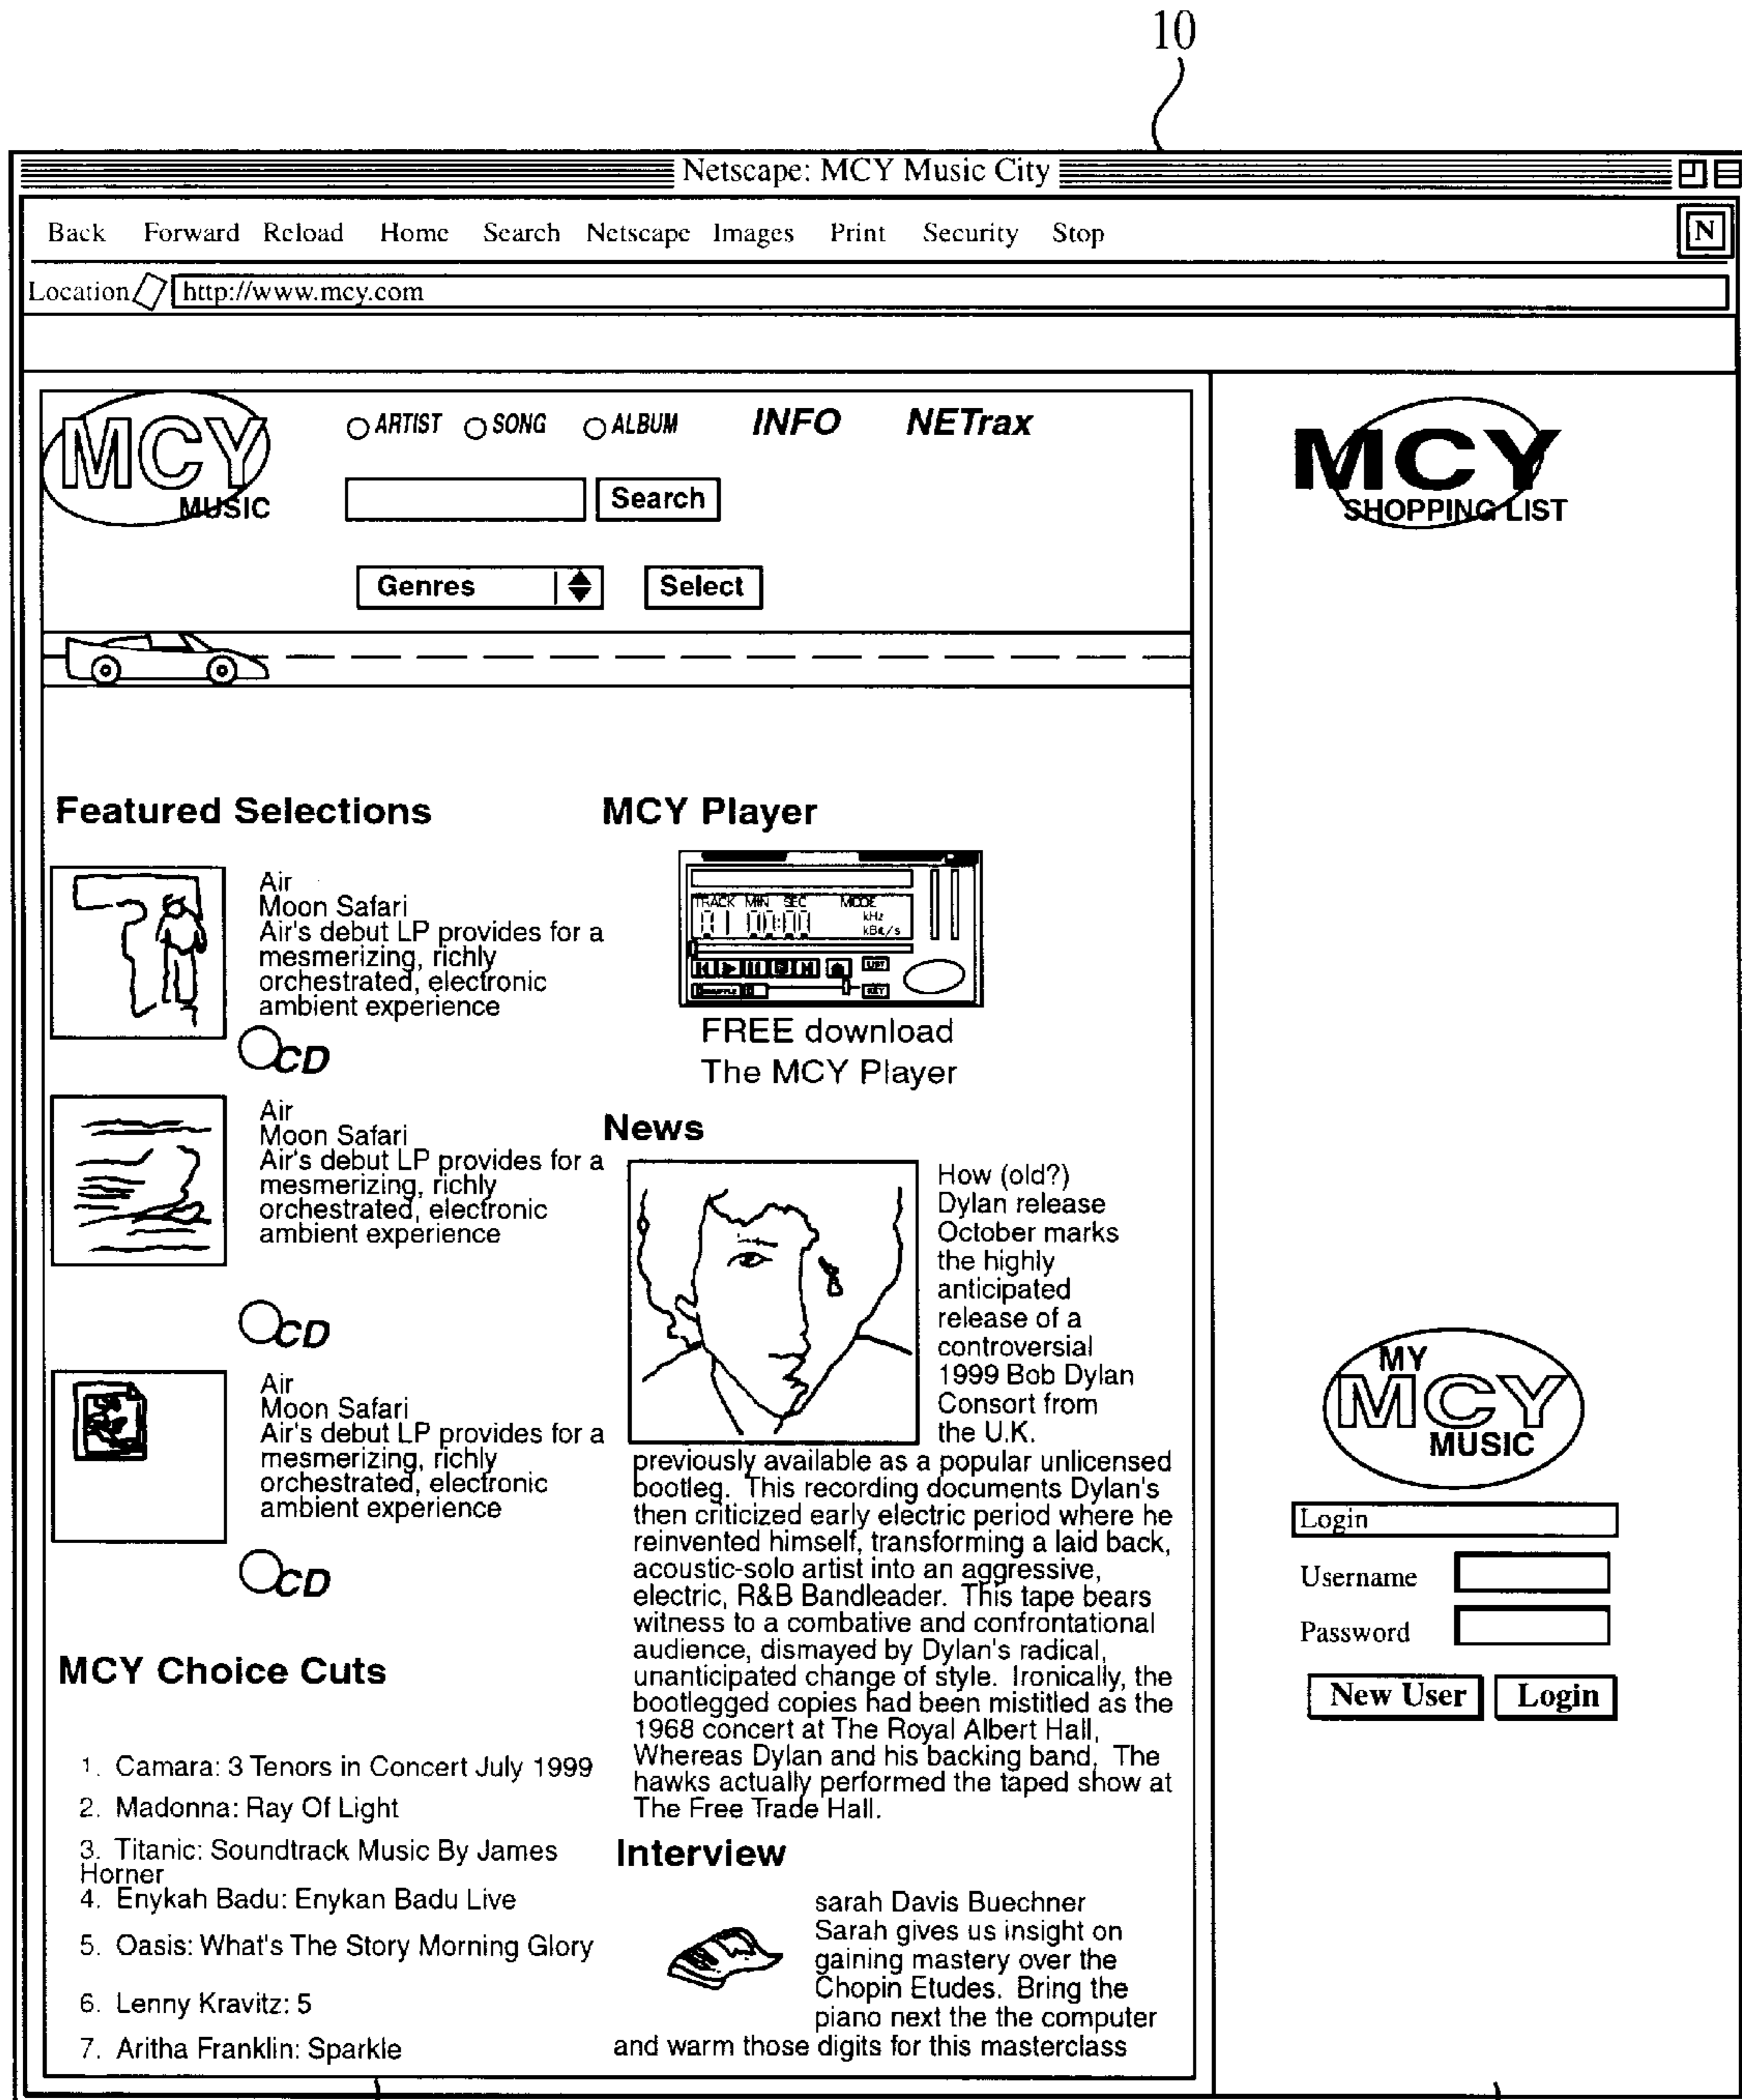 10
Netscape: MCY Music City
Back Forward Reload Home Search Netscape Images Print Security Stop
N
Location http://www.mcy.com
MCY
MUSIC
ARTIST SONG ALBUM INFO NETrax
Search
Genres Select
MCY
SHOPPING LIST
Featured Selections
Air
Moon Safari
Air's debut LP provides for a
mesmerizing, richly
orchestrated, electronic
ambient experience
CD
Air
Moon Safari
Air's debut LP provides for a
mesmerizing, richly
orchestrated, electronic
ambient experience
CD
Air
Moon Safari
Air's debut LP provides for a
mesmerizing, richly
orchestrated, electronic
ambient experience
CD
MCY Choice Cuts
1. Camara: 3 Tenors in Concert July 1999
2. Madonna: Ray Of Light
3. Titanic: Soundtrack Music By James
Horner
4. Enykah Badu: Enykan Badu Live
5. Oasis: What's The Story Morning Glory
6. Lenny Kravitz: 5
7. Aritha Franklin: Sparkle
MCY Player
TRACK MIN SEC MODE
01 00:00 kHz
kBit/s
LIST
KEY
FREE download
The MCY Player
News
How (old?)
Dylan release
October marks
the highly
anticipated
release of a
controversial
1999 Bob Dylan
Consort from
the U.K.
previously available as a popular unlicensed
bootleg. This recording documents Dylan's
then criticized early electric period where he
reinvented himself, transforming a laid back,
acoustic-solo artist into an aggressive,
electric, R&B Bandleader. This tape bears
witness to a combative and confrontational
audience, dismayed by Dylan's radical,
unanticipated change of style. Ironically, the
bootlegged copies had been mistitled as the
1968 concert at The Royal Albert Hall,
Whereas Dylan and his backing band, The
hawks actually performed the taped show at
The Free Trade Hall.
Interview
sarah Davis Buechner
Sarah gives us insight on
gaining mastery over the
Chopin Etudes. Bring the
piano next the the computer
and warm those digits for this masterclass
MY
MCY
MUSIC
Login
Username
Password
New User Login